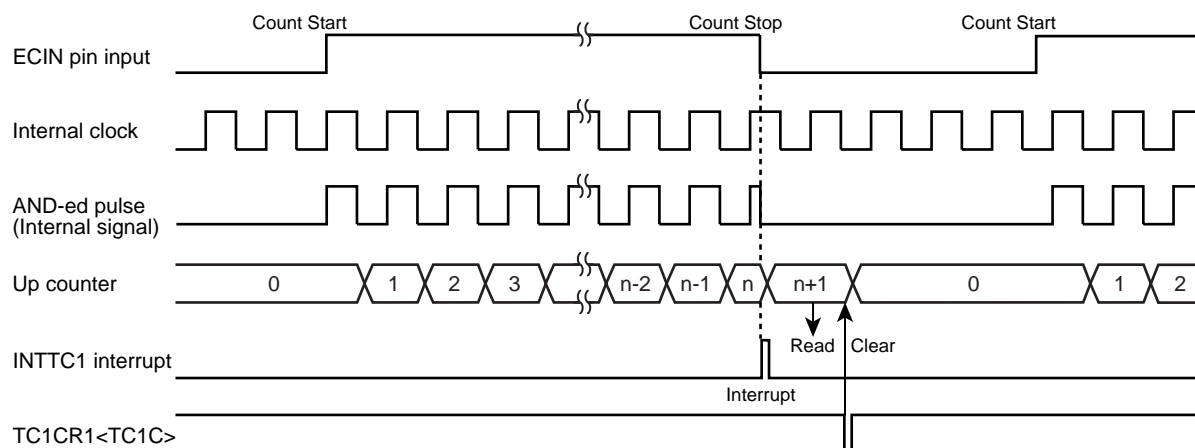 Count Start Count Stop Count Start
ECIN pin input
Internal clock
AND-ed pulse
(Internal signal)
Up counter 0 1 2 3 n-2 n-1 n n+1 0 1 2
Read Clear
INTTC1 interrupt
Interrupt
TC1CR1<TC1C>